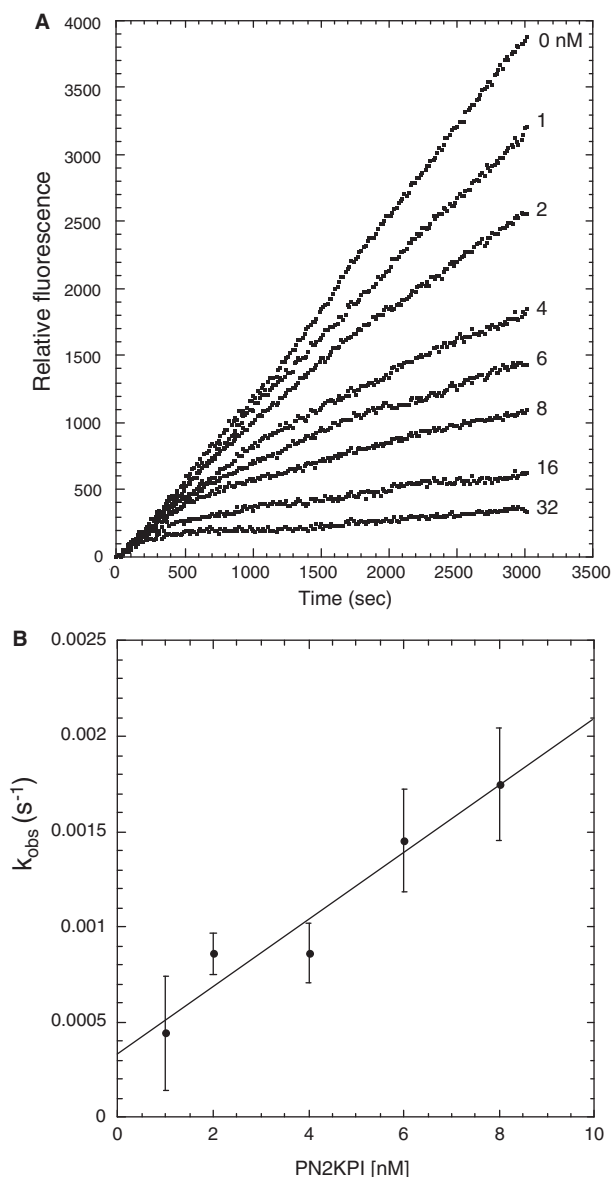 A
Relative fluorescence
4000
3500
3000
2500
2000
1500
1000
500
0
0 nM
1
2
4
6
8
16
32
0 500 1000 1500 2000 2500 3000 3500
Time (sec)
B
k_obs (s⁻¹)
0.0025
0.002
0.0015
0.001
0.0005
0
0 2 4 6 8 10
PN2KPI [nM]